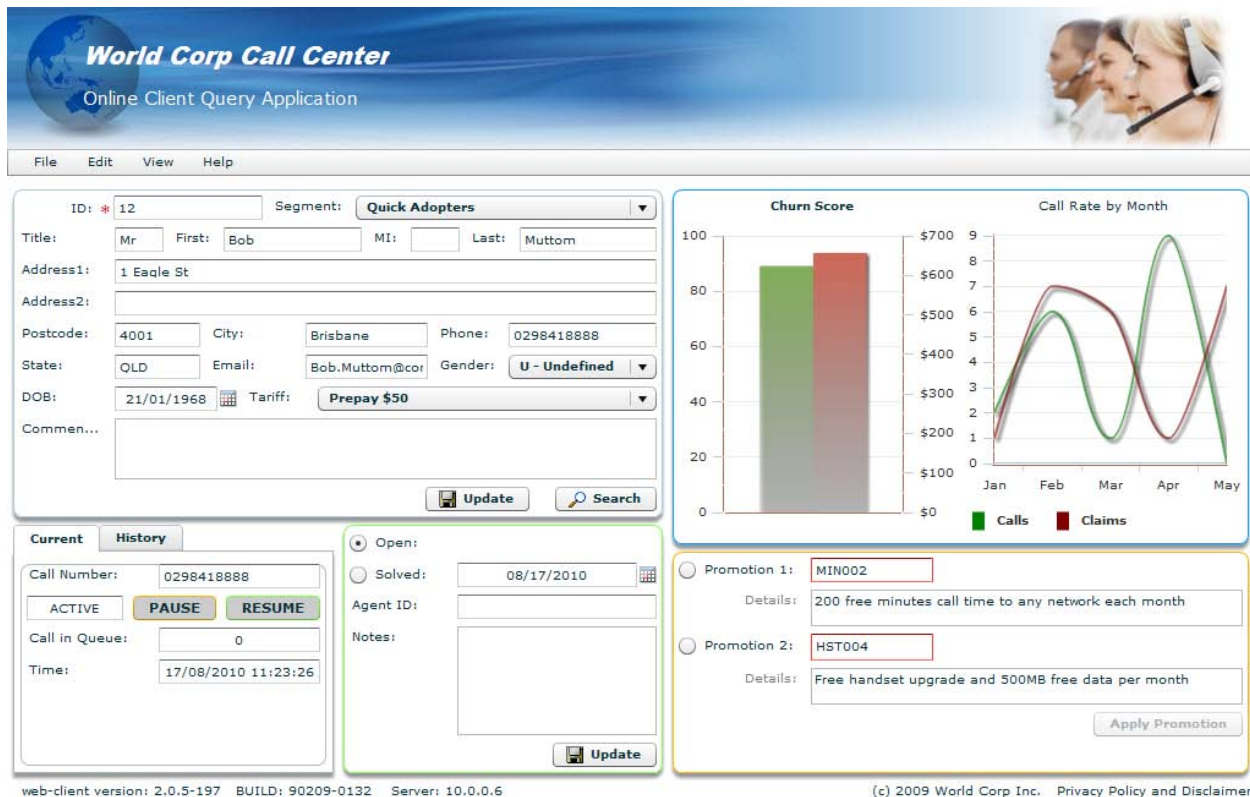 World Corp Call Center
Online Client Query Application
File Edit View Help
ID: * 12 Segment: Quick Adopters
Title: Mr First: Bob MI: Last: Muttom
Address1: 1 Eagle St
Address2:
Postcode: 4001 City: Brisbane Phone: 0298418888
State: QLD Email: Bob.Muttom@cor Gender: U - Undefined
DOB: 21/01/1968 Tariff: Prepay $50
Commen...
Update Search
Churn Score
100
80
60
40
20
0
$700
$600
$500
$400
$300
$200
$100
$0
Call Rate by Month
9
8
7
6
5
4
3
2
1
0
Jan Feb Mar Apr May
Calls Claims
Current History
Call Number: 0298418888
ACTIVE PAUSE RESUME
Call in Queue: 0
Time: 17/08/2010 11:23:26
Open:
Solved: 08/17/2010
Agent ID:
Notes:
Update
Promotion 1: MIN002
Details: 200 free minutes call time to any network each month
Promotion 2: HST004
Details: Free handset upgrade and 500MB free data per month
Apply Promotion
web-client version: 2.0.5-197 BUILD: 90209-0132 Server: 10.0.0.6
(c) 2009 World Corp Inc. Privacy Policy and Disclaimer